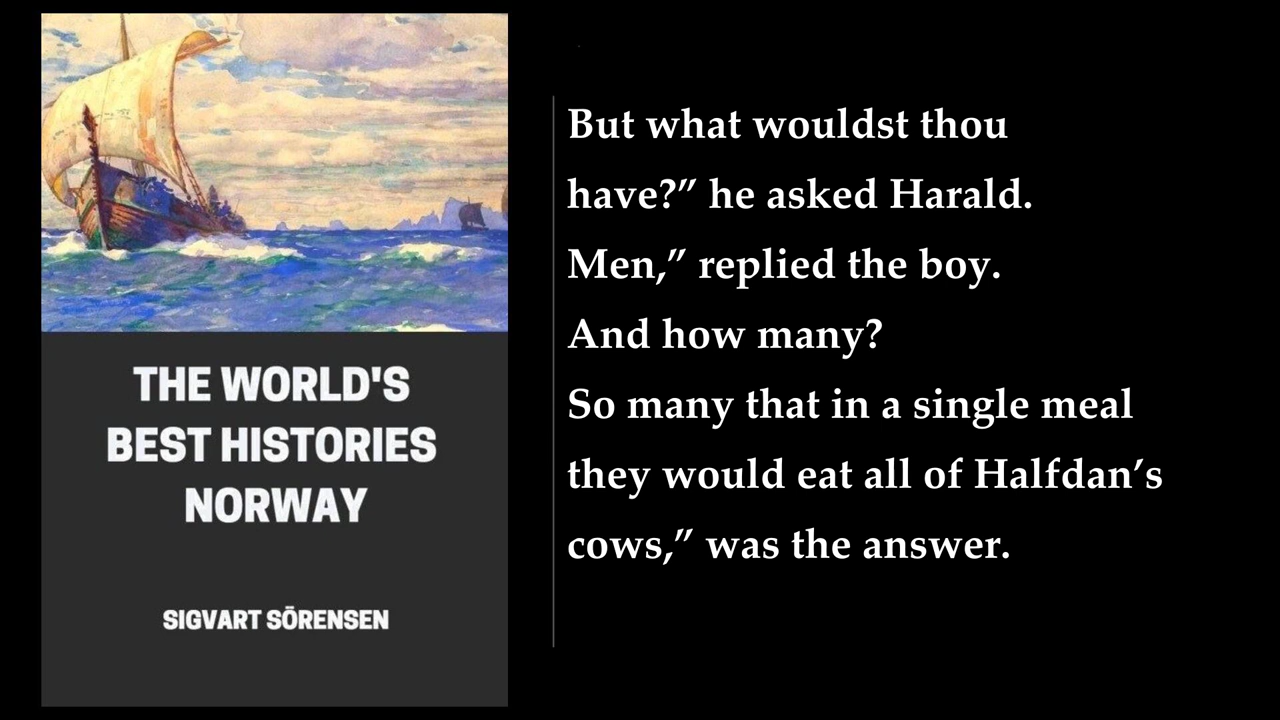 THE WORLD'S
BEST HISTORIES
NORWAY
SIGVART SÖRENSEN
But what wouldst thou
have?” he asked Harald.
Men,” replied the boy.
And how many?
So many that in a single meal
they would eat all of Halfdan’s
cows,” was the answer.